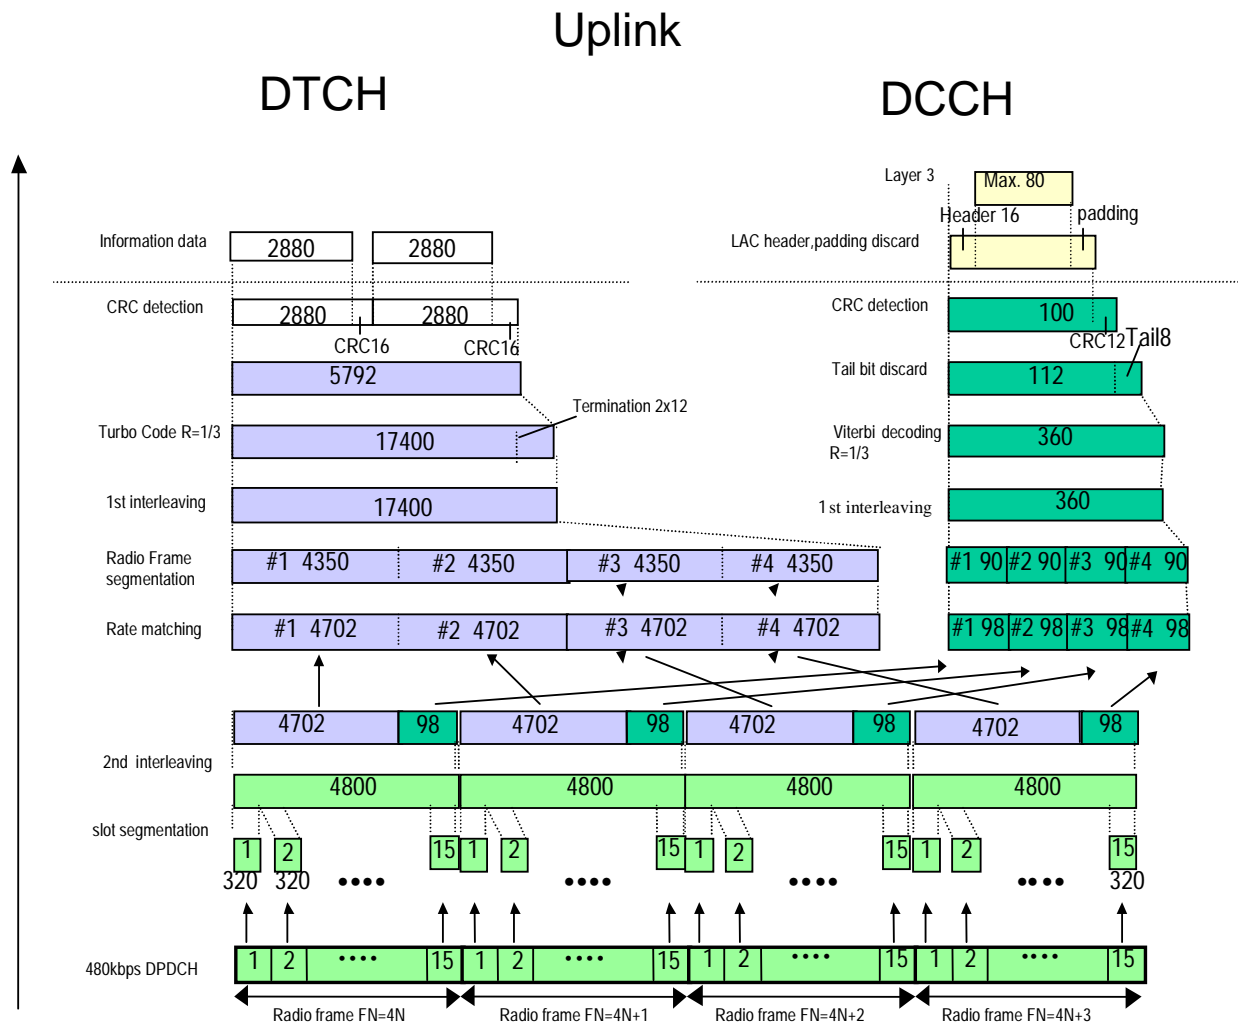 Uplink
DTCH
DCCH
Layer 3
Max. 80
Header 16
padding
Information data
2880
2880
LAC header,padding discard
CRC detection
2880
2880
CRC detection
100
CRC16
CRC16
CRC12
Tail8
5792
Tail bit discard
112
Termination 2x12
Turbo Code R=1/3
17400
Viterbi decoding
R=1/3
360
1st interleaving
17400
1st interleaving
360
Radio Frame
segmentation
#1 4350
#2 4350
#3 4350
#4 4350
#1 90
#2 90
#3 90
#4 90
Rate matching
#1 4702
#2 4702
#3 4702
#4 4702
#1 98
#2 98
#3 98
#4 98
4702
98
4702
98
4702
98
4702
98
2nd interleaving
4800
4800
4800
4800
slot segmentation
1
2
15
1
2
15
1
2
15
1
2
15
320
320
••••
••••
••••
••••
320
480kbps DPDCH
1
2
••••
15
1
2
••••
15
1
2
••••
15
1
2
••••
15
Radio frame FN=4N
Radio frame FN=4N+1
Radio frame FN=4N+2
Radio frame FN=4N+3